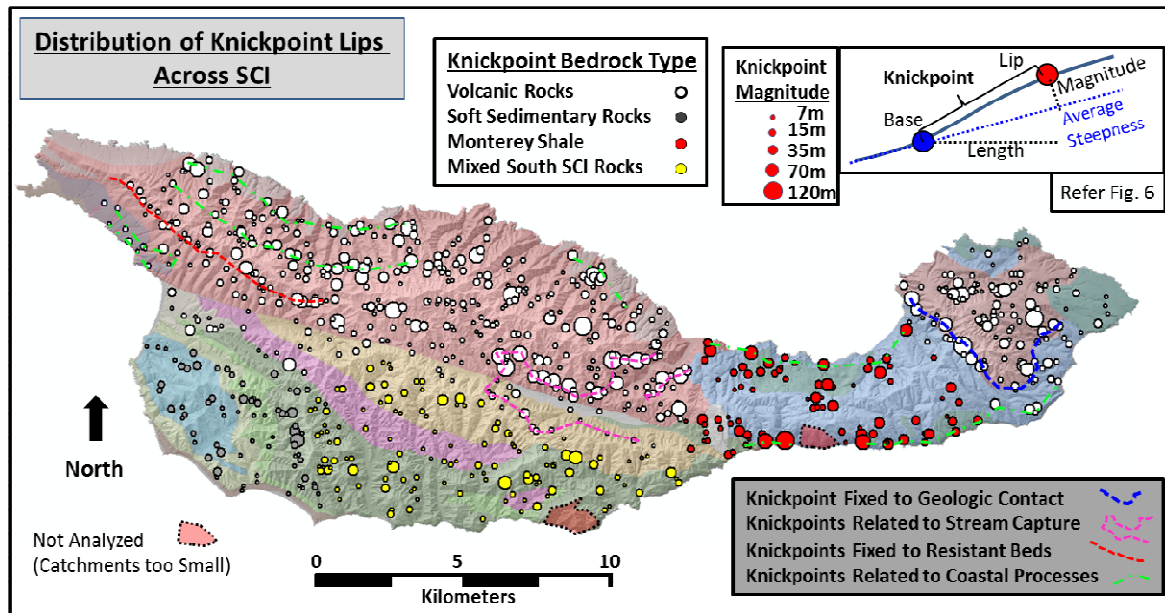 Distribution of Knickpoint Lips
Across SCI
Knickpoint Bedrock Type
Volcanic Rocks
Soft Sedimentary Rocks
Monterey Shale
Mixed South SCI Rocks
Knickpoint
Magnitude
7m
15m
35m
70m
120m
Lip
Knickpoint
Magnitude
Base
Average
Steepness
Length
Refer Fig. 6
North
Not Analyzed
(Catchments too Small)
0 5 10
Kilometers
Knickpoint Fixed to Geologic Contact
Knickpoints Related to Stream Capture
Knickpoints Fixed to Resistant Beds
Knickpoints Related to Coastal Processes